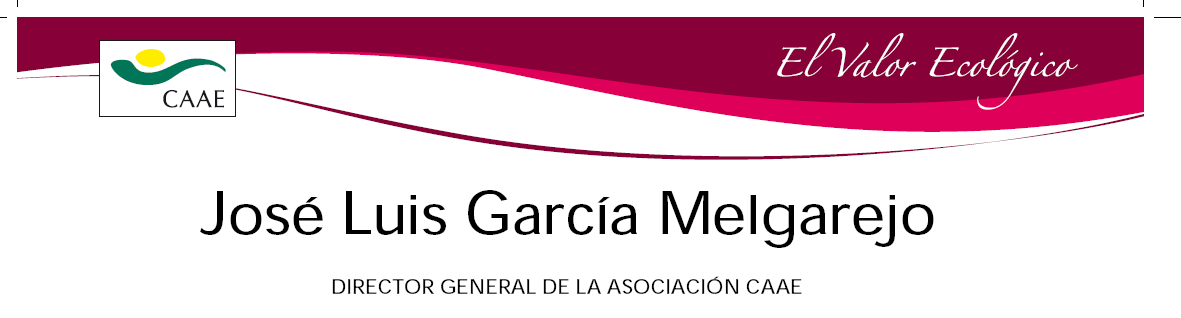 El Valor Ecológico
CAAE
José Luis García Melgarejo
DIRECTOR GENERAL DE LA ASOCIACIÓN CAAE